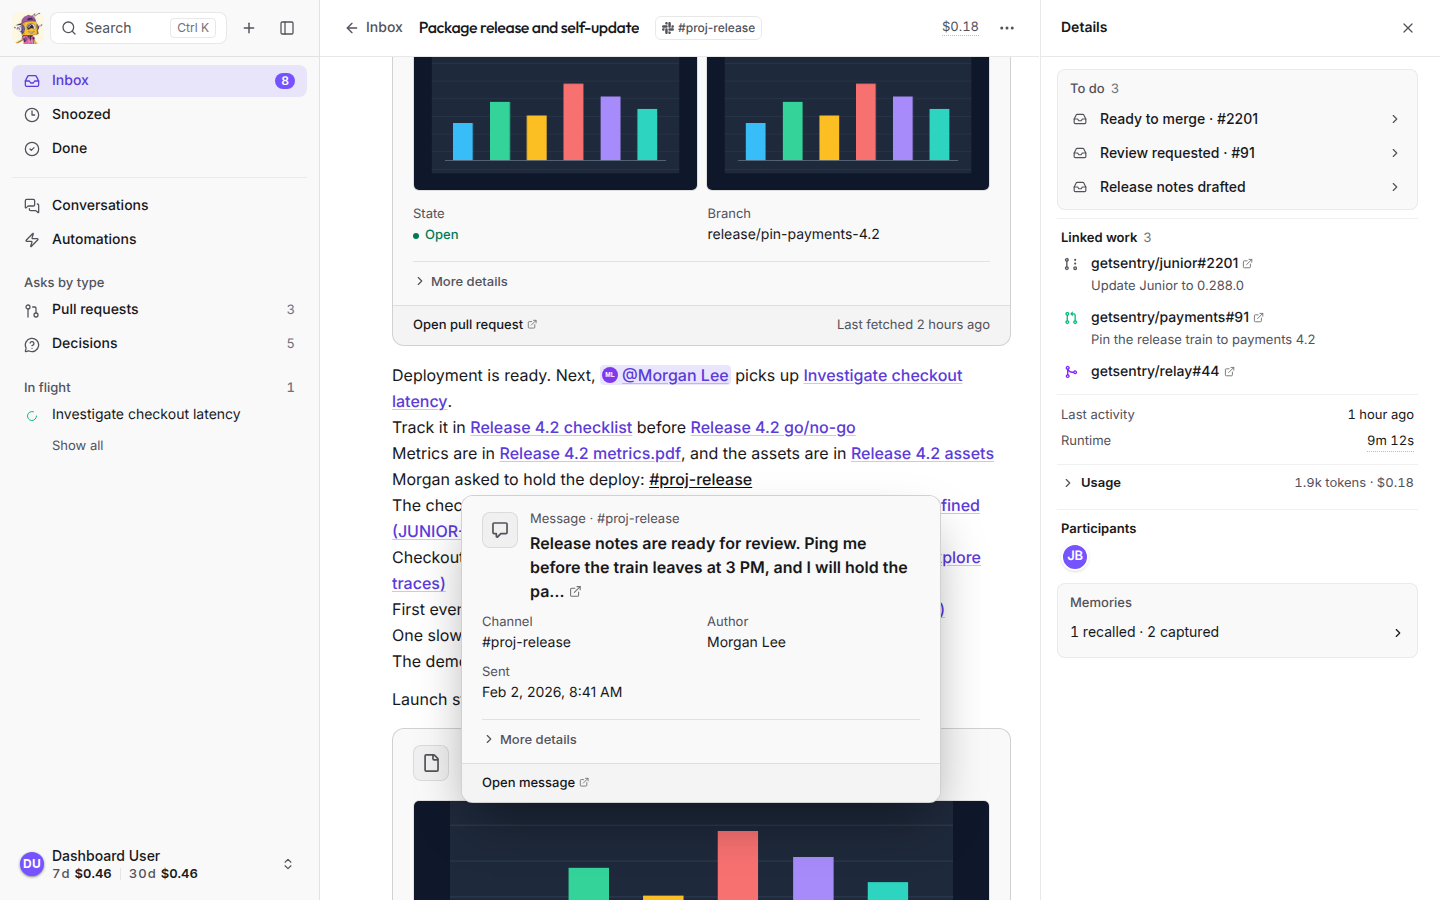 Search
Ctrl K
Inbox
8
Snoozed
Done
Conversations
Automations
Asks by type
Pull requests
3
Decisions
5
In flight
1
Investigate checkout latency
Show all
DU
Dashboard User
7d $0.46
30d $0.46
Inbox
Package release and self-update
#proj-release
$0.18
State
Branch
Open
release/pin-payments-4.2
More details
Open pull request
Last fetched 2 hours ago
Deployment is ready. Next, ML @Morgan Lee picks up Investigate checkout
latency.
Track it in Release 4.2 checklist before Release 4.2 go/no-go
Metrics are in Release 4.2 metrics.pdf, and the assets are in Release 4.2 assets
Morgan asked to hold the deploy: #proj-release
Message · #proj-release
Release notes are ready for review. Ping me
before the train leaves at 3 PM, and I will hold the
pa...
Channel
Author
#proj-release
Morgan Lee
Sent
Feb 2, 2026, 8:41 AM
More details
Open message
The
(JUNIOR-
traces)
First
One slow
The
Launch
Details
To do 3
Ready to merge · #2201
Review requested · #91
Release notes drafted
Linked work 3
getsentry/junior#2201
Update Junior to 0.288.0
getsentry/payments#91
Pin the release train to payments 4.2
getsentry/relay#44
Last activity
1 hour ago
Runtime
9m 12s
Usage
1.9k tokens · $0.18
Participants
JB
Memories
1 recalled · 2 captured